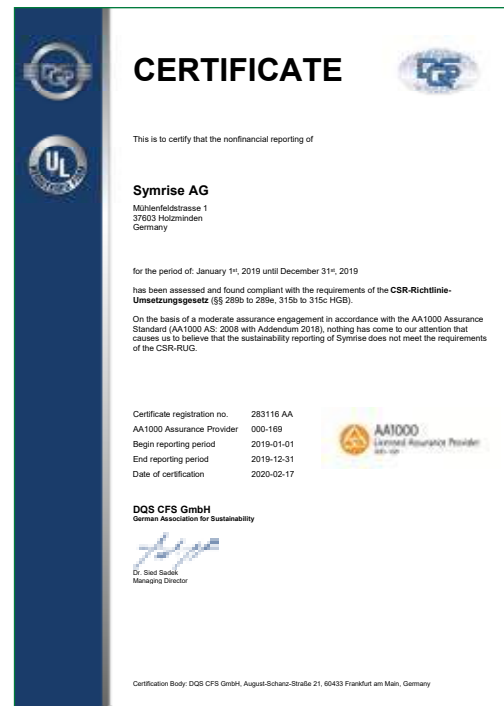 DQS
CERTIFICATE
DQS
UL
This is to certify that the nonfinancial reporting of
Symrise AG
Mühlenfeldstrasse 1
37603 Holzminden
Germany
for the period of: January 1st, 2019 until December 31st, 2019
has been assessed and found compliant with the requirements of the CSR-Richtlinie-
Umsetzungsgesetz (§§ 289b to 289e, 315b to 315c HGB).
On the basis of a moderate assurance engagement in accordance with the AA1000 Assurance
Standard (AA1000 AS: 2008 with Addendum 2018), nothing has come to our attention that
causes us to believe that the sustainability reporting of Symrise does not meet the requirements
of the CSR-RUG.
Certificate registration no. 283116 AA
AA1000 Assurance Provider 000-169
Begin reporting period 2019-01-01
End reporting period 2019-12-31
Date of certification 2020-02-17
AA1000
Licensed Assurance Provider
DQS CFS GmbH
German Association for Sustainability
Dr. Sied Sadek
Managing Director
Certification Body: DQS CFS GmbH, August-Schanz-Straße 21, 60433 Frankfurt am Main, Germany